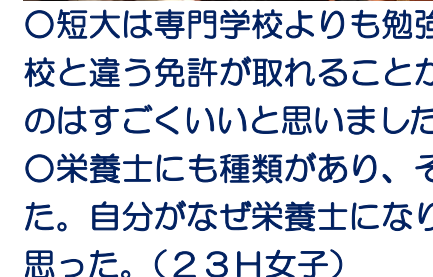 〇短大は専門学校よりも勉強
校と違う免許が取れることが
のはすごくいいと思いました
〇栄養士にも種類があり、そ
た。自分がなぜ栄養士になり
思った。（２３Ｈ女子）